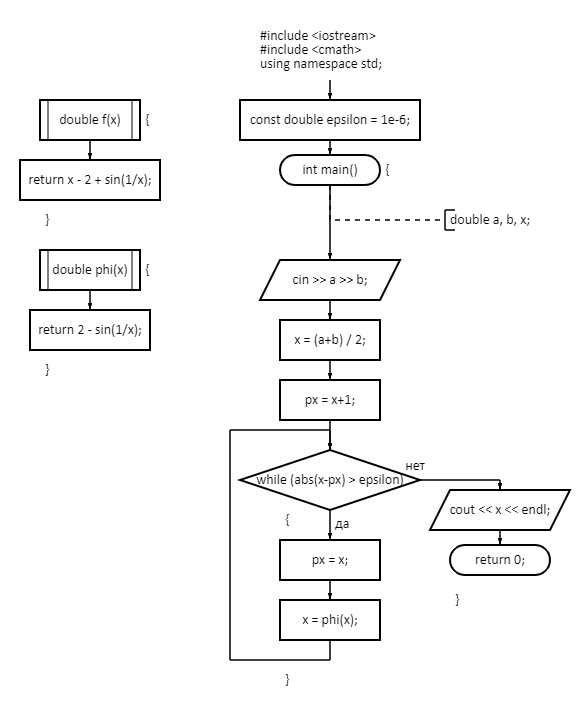 #include <iostream>
#include <cmath>
using namespace std;
double f(x) {
return x - 2 + sin(1/x);
}
double phi(x) {
return 2 - sin(1/x);
}
const double epsilon = 1e-6;
int main() {
double a, b, x;
cin >> a >> b;
x = (a+b) / 2;
px = x+1;
while (abs(x-px) > epsilon)
нет
{
да
px = x;
x = phi(x);
}
cout << x << endl;
return 0;
}